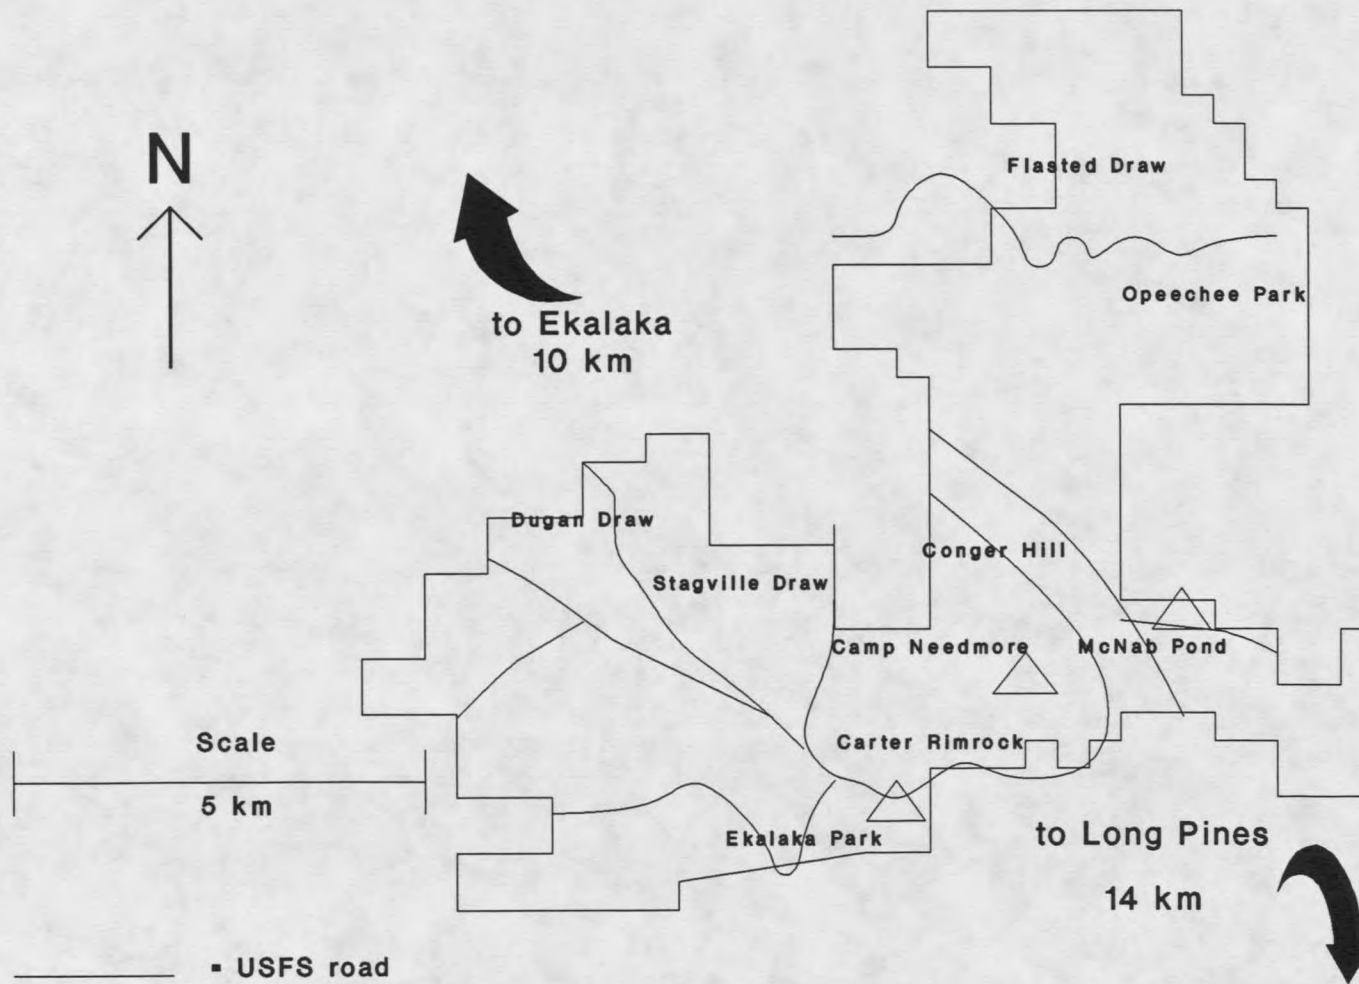 N
Flasted Draw
Opeechee Park
to Ekalaka
10 km
Dugan Draw
Conger Hill
Stagville Draw
Camp Needmore
McNab Pond
Scale
Carter Rimrock
5 km
Ekalaka Park
to Long Pines
14 km
- USFS road